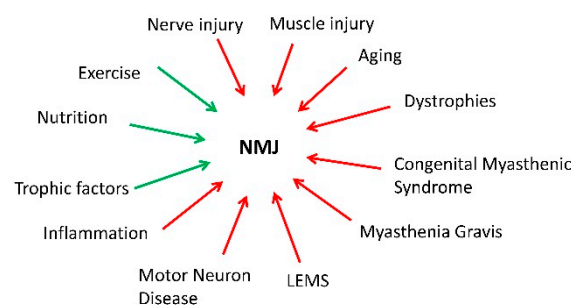 Nerve injury
Muscle injury
Aging
Exercise
Dystrophies
Nutrition
NMJ
Congenital Myasthenic
Syndrome
Trophic factors
Inflammation
Myasthenia Gravis
Motor Neuron
Disease
LEMS